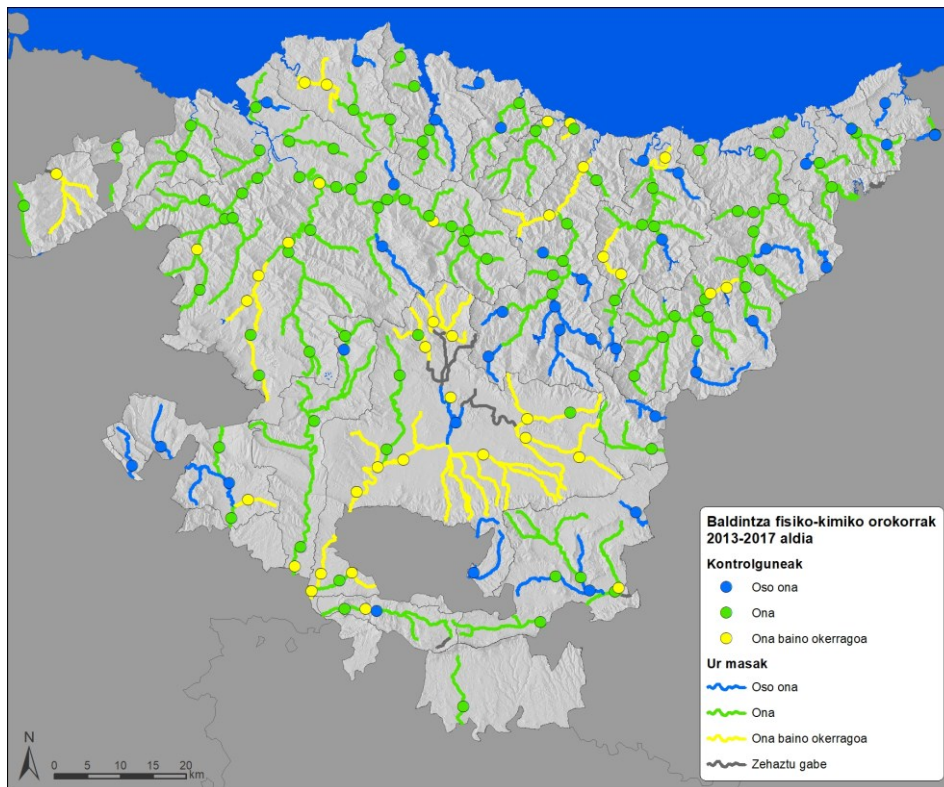 Baldintza fisiko-kimiko orokorrak
2013-2017 aldia
Kontrolguneak
Oso ona
Ona
Ona baino okerragoa
Ur masak
Oso ona
Ona
Ona baino okerragoa
Zehaztu gabe
N
0 5 10 15 20
km